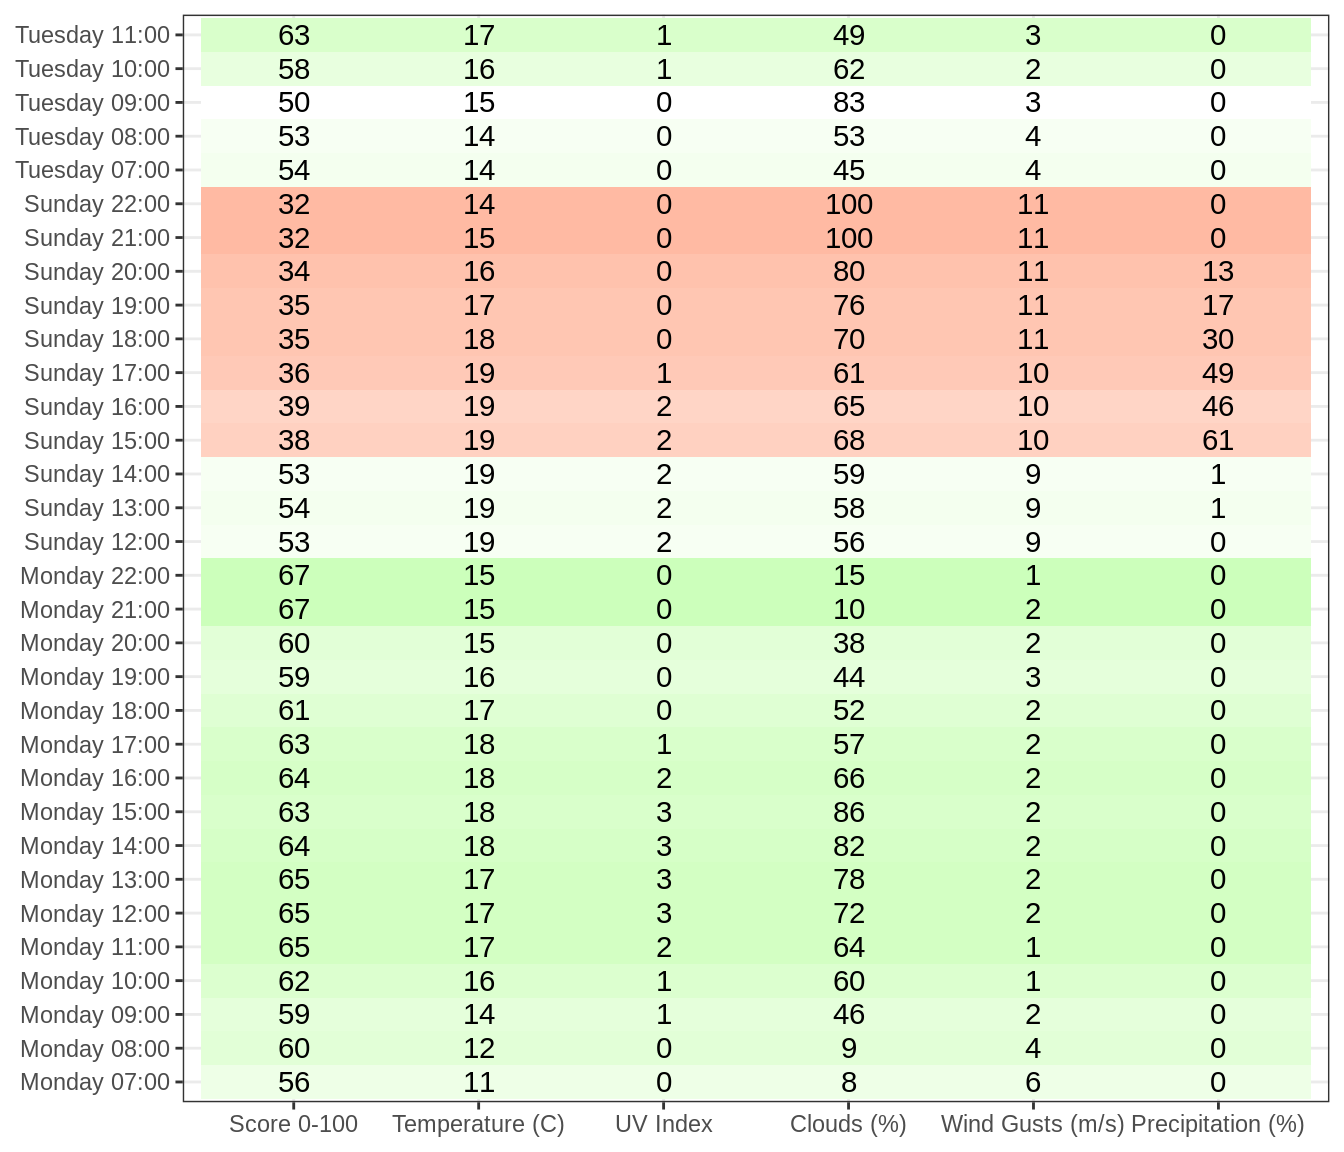 Tuesday 11:00 63 17 1 49 3 0
Tuesday 10:00 58 16 1 62 2 0
Tuesday 09:00 50 15 0 83 3 0
Tuesday 08:00 53 14 0 53 4 0
Tuesday 07:00 54 14 0 45 4 0
Sunday 22:00 32 14 0 100 11 0
Sunday 21:00 32 15 0 100 11 0
Sunday 20:00 34 16 0 80 11 13
Sunday 19:00 35 17 0 76 11 17
Sunday 18:00 35 18 0 70 11 30
Sunday 17:00 36 19 1 61 10 49
Sunday 16:00 39 19 2 65 10 46
Sunday 15:00 38 19 2 68 10 61
Sunday 14:00 53 19 2 59 9 1
Sunday 13:00 54 19 2 58 9 1
Sunday 12:00 53 19 2 56 9 0
Monday 22:00 67 15 0 15 1 0
Monday 21:00 67 15 0 10 2 0
Monday 20:00 60 15 0 38 2 0
Monday 19:00 59 16 0 44 3 0
Monday 18:00 61 17 0 52 2 0
Monday 17:00 63 18 1 57 2 0
Monday 16:00 64 18 2 66 2 0
Monday 15:00 63 18 3 86 2 0
Monday 14:00 64 18 3 82 2 0
Monday 13:00 65 17 3 78 2 0
Monday 12:00 65 17 3 72 2 0
Monday 11:00 65 17 2 64 1 0
Monday 10:00 62 16 1 60 1 0
Monday 09:00 59 14 1 46 2 0
Monday 08:00 60 12 0 9 4 0
Monday 07:00 56 11 0 8 6 0
Score 0-100 Temperature (C) UV Index Clouds (%) Wind Gusts (m/s) Precipitation (%)